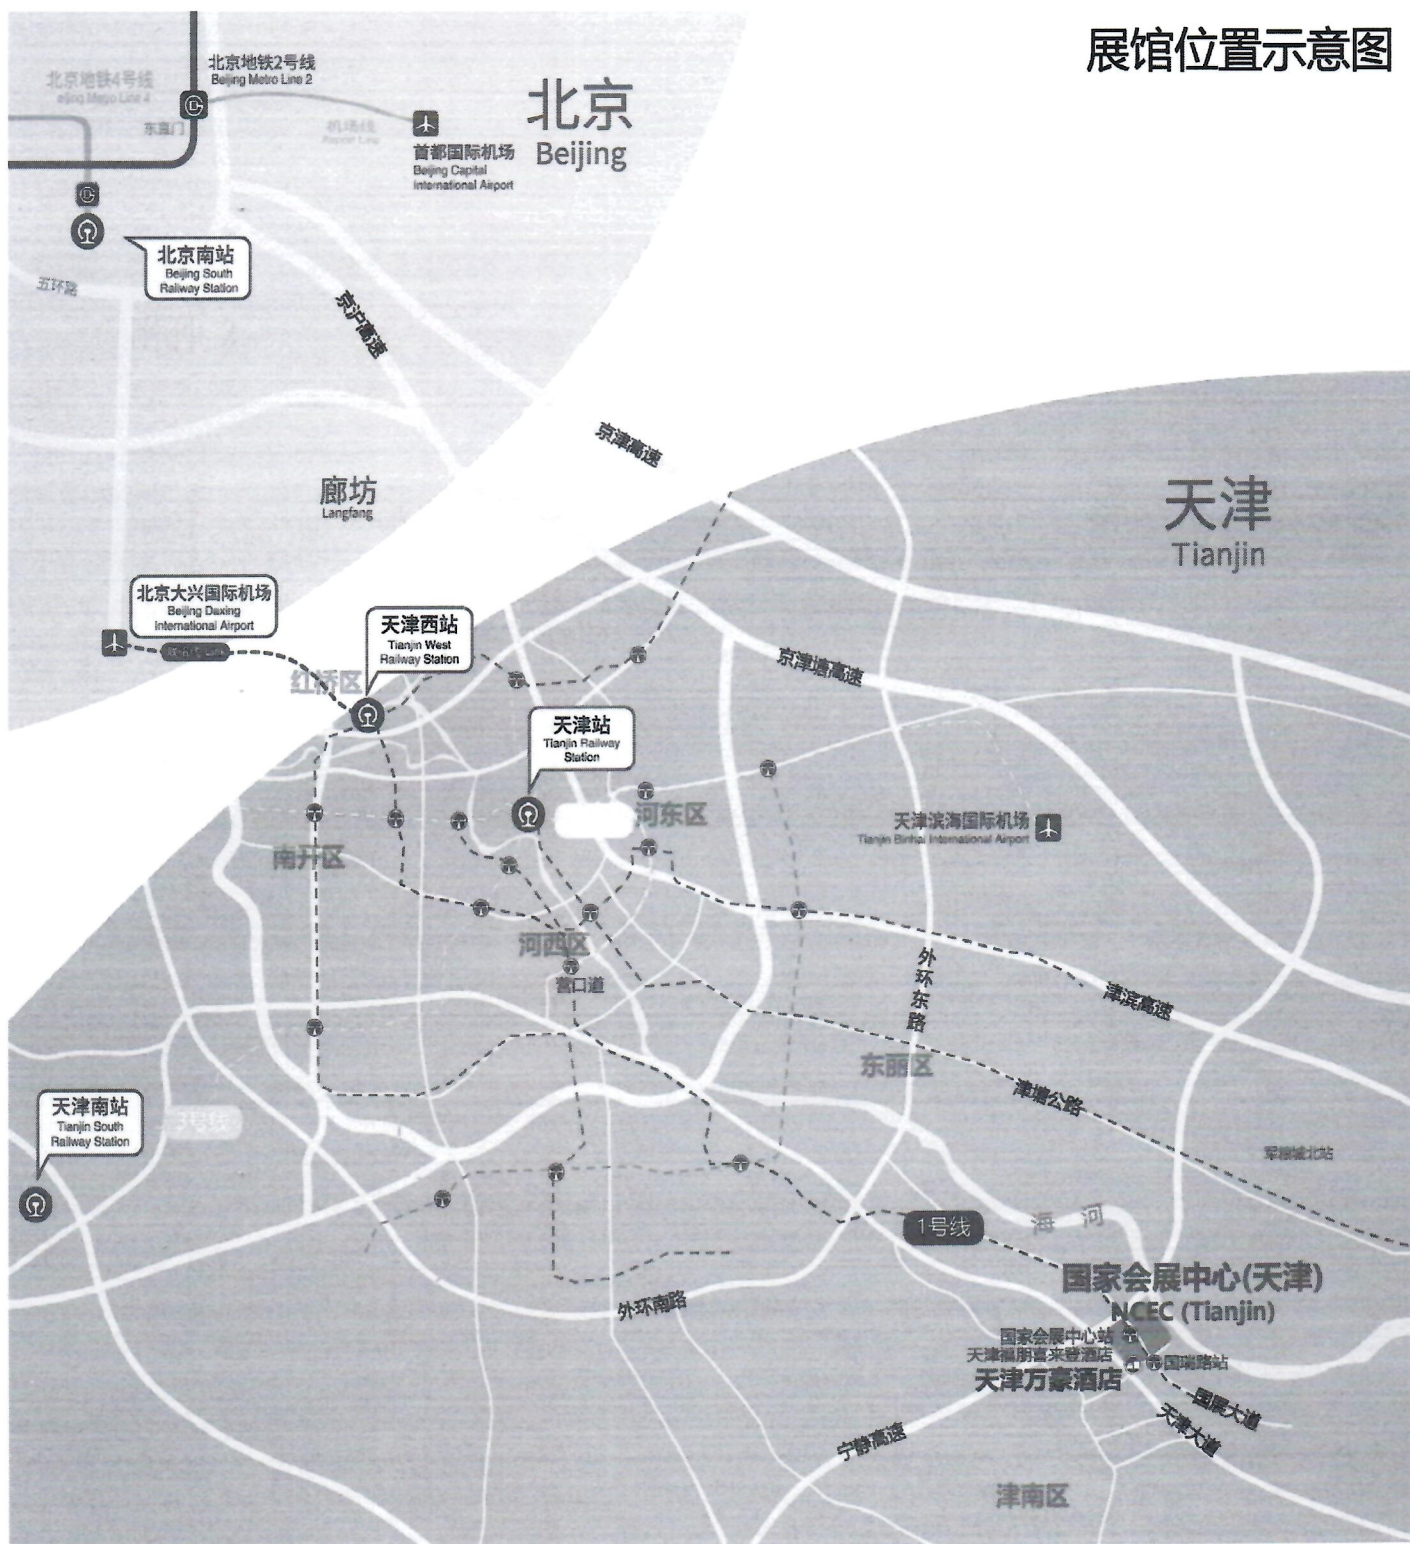 展馆位置示意图
北京地铁2号线
Beijing Metro Line 2
北京地铁4号线
eijing Metro Line 4
东直门
机场线
Airport Line
首都国际机场
Beijing Capital
International Airport
北京
Beijing
北京南站
Beijing South
Railway Station
五环路
京沪高速
京津高速
廊坊
Langfang
天津
Tianjin
北京大兴国际机场
Beijing Daxing
International Airport
天津西站
Tianjin West
Railway Station
红桥区
京津塘高速
天津站
Tianjin Railway
Station
河东区
天津滨海国际机场
Tianjin Binhai International Airport
南开区
河西区
营口道
外环东路
津滨高速
东丽区
津塘公路
天津南站
Tianjin South
Railway Station
3号线
军粮城北站
海河
1号线
国家会展中心(天津)
NCEC (Tianjin)
外环南路
国家会展中心站
天津福朋喜来登酒店
国瑞路站
天津万豪酒店
国展大道
天津大道
宁静高速
津南区